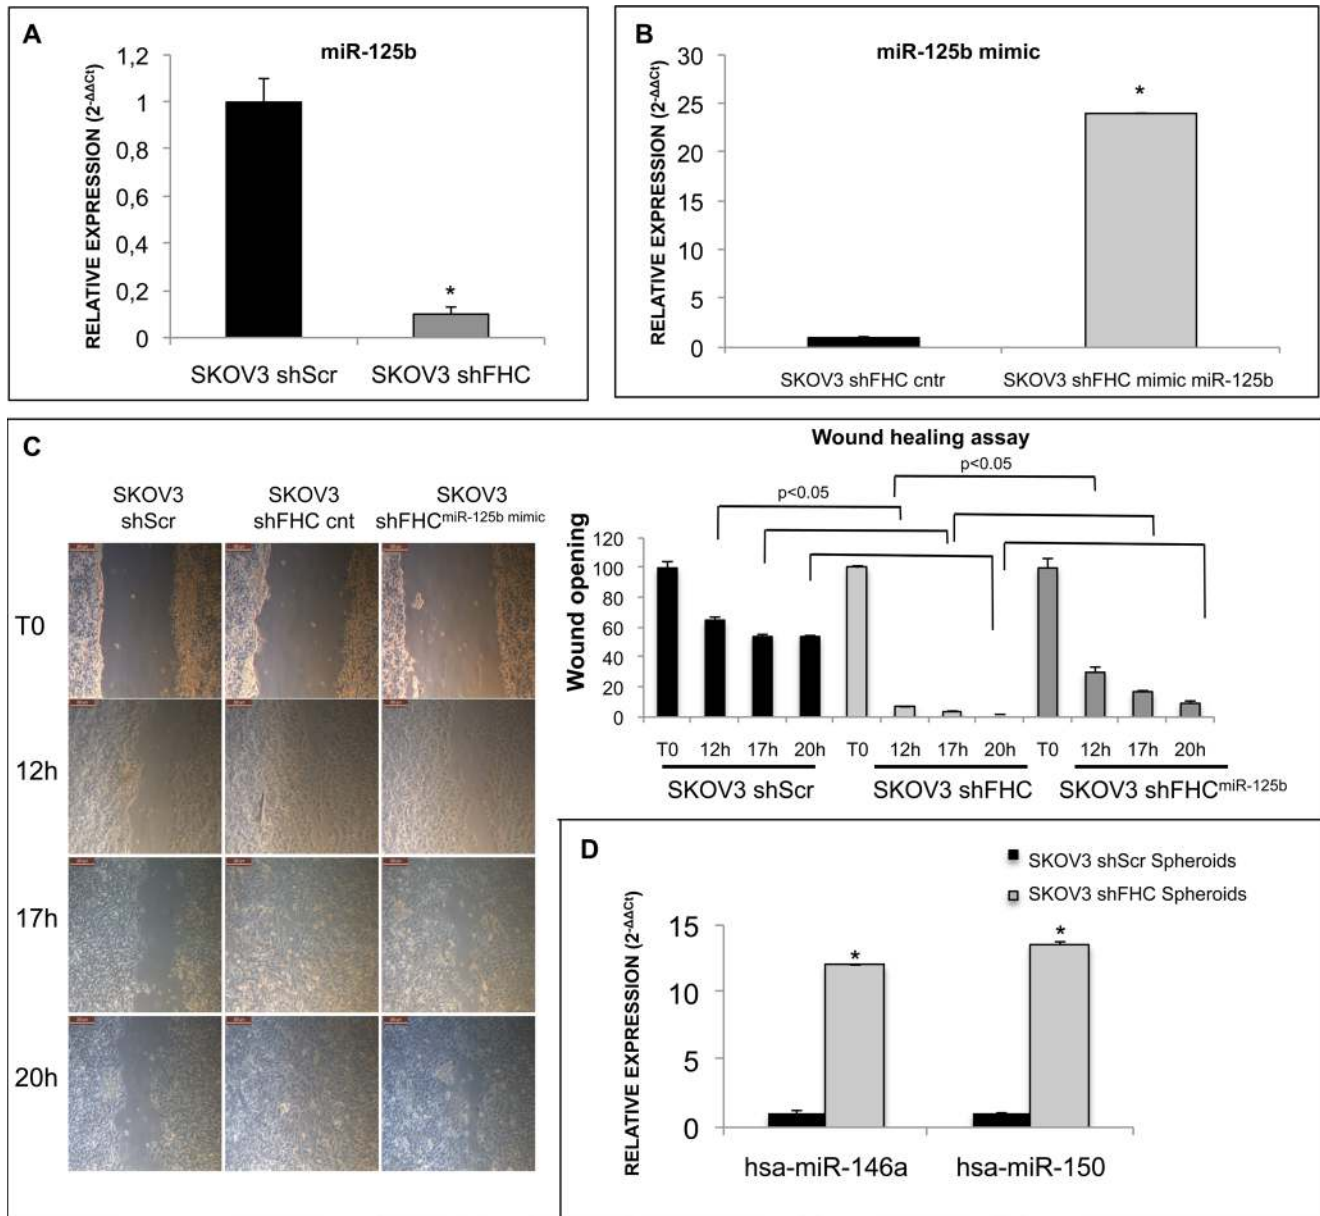 A
miR-125b
RELATIVE EXPRESSION (2-ΔΔCt)
1,2
1
0,8
0,6
0,4
0,2
0
*
SKOV3 shScr
SKOV3 shFHC
B
miR-125b mimic
RELATIVE EXPRESSION (2-ΔΔCt)
30
25
20
15
10
5
0
*
SKOV3 shFHC cntr
SKOV3 shFHC mimic miR-125b
C
SKOV3
shScr
SKOV3
shFHC cnt
SKOV3
shFHCmiR-125b mimic
T0
12h
17h
20h
Wound healing assay
p<0.05
p<0.05
Wound opening
120
100
80
60
40
20
0
T0 12h 17h 20h T0 12h 17h 20h T0 12h 17h 20h
SKOV3 shScr
SKOV3 shFHC
SKOV3 shFHCmiR-125b
D
SKOV3 shScr Spheroids
SKOV3 shFHC Spheroids
RELATIVE EXPRESSION (2-ΔΔCt)
15
10
5
0
*
*
hsa-miR-146a
hsa-miR-150